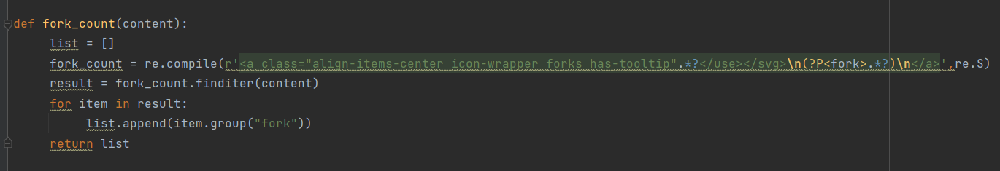 def fork_count(content):
    list = []
    fork_count = re.compile(r'<a class="align-items-center icon-wrapper forks has-tooltip".*?</use></svg>\n(?P<fork>.*?)\n</a>',re.S)
    result = fork_count.finditer(content)
    for item in result:
        list.append(item.group("fork"))
    return list